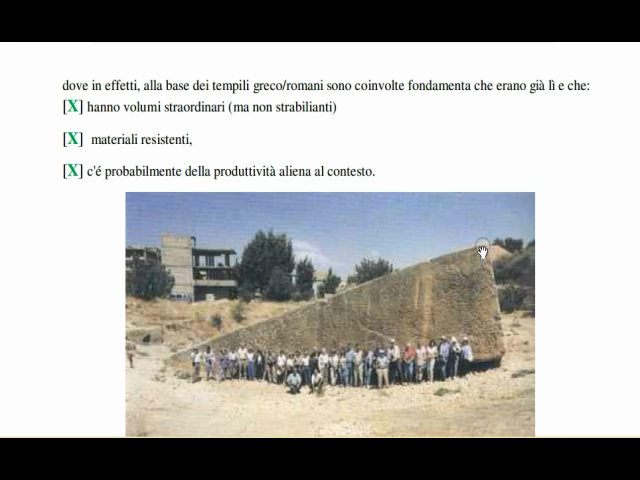 dove in effetti, alla base dei tempili greco/romani sono coinvolte fondamenta che erano già lì e che:
[X] hanno volumi straordinari (ma non strabilianti)
[X] materiali resistenti,
[X] c'é probabilmente della produttività aliena al contesto.